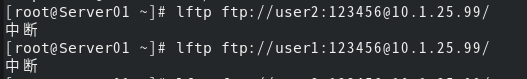 [root@Server01 ~]# lftp ftp://user2:123456@10.1.25.99/
中断
[root@Server01 ~]# lftp ftp://user1:123456@10.1.25.99/
中断